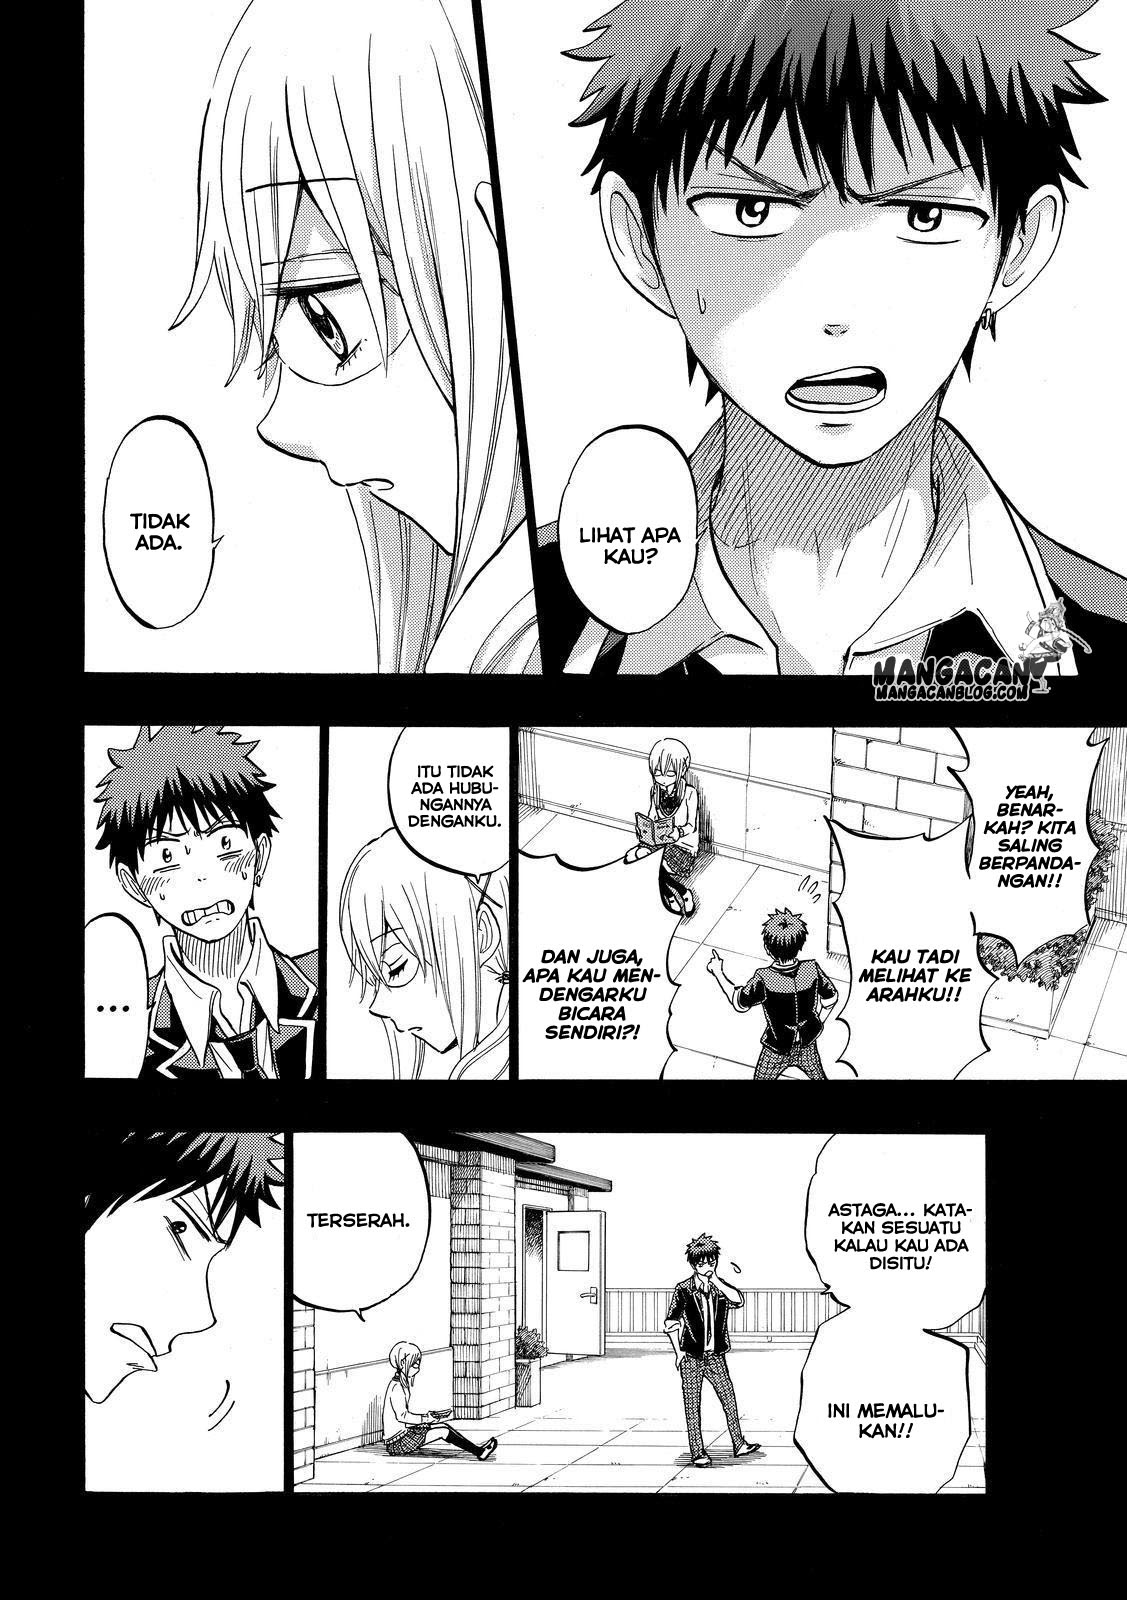 LIHAT APA
KAU?
TIDAK
ADA.
MANGACAN
MANGACANBLOG.COM
YEAH,
BENAR-
KAH? KITA
SALING
BERPANDA-
NGAN!!
KAU TADI
MELIHAT KE
ARAHKU!!
DAN JUGA,
APA KAU MEN-
DENGARKU
BICARA
SENDIRI?!
ITU TIDAK
ADA HUBU-
NGANNYA
DENGANKU.
...
ASTAGA... KATA-
KAN SESUATU
KALAU KAU ADA
DISITU!
INI MEMALU-
KAN!!
TERSERAH.